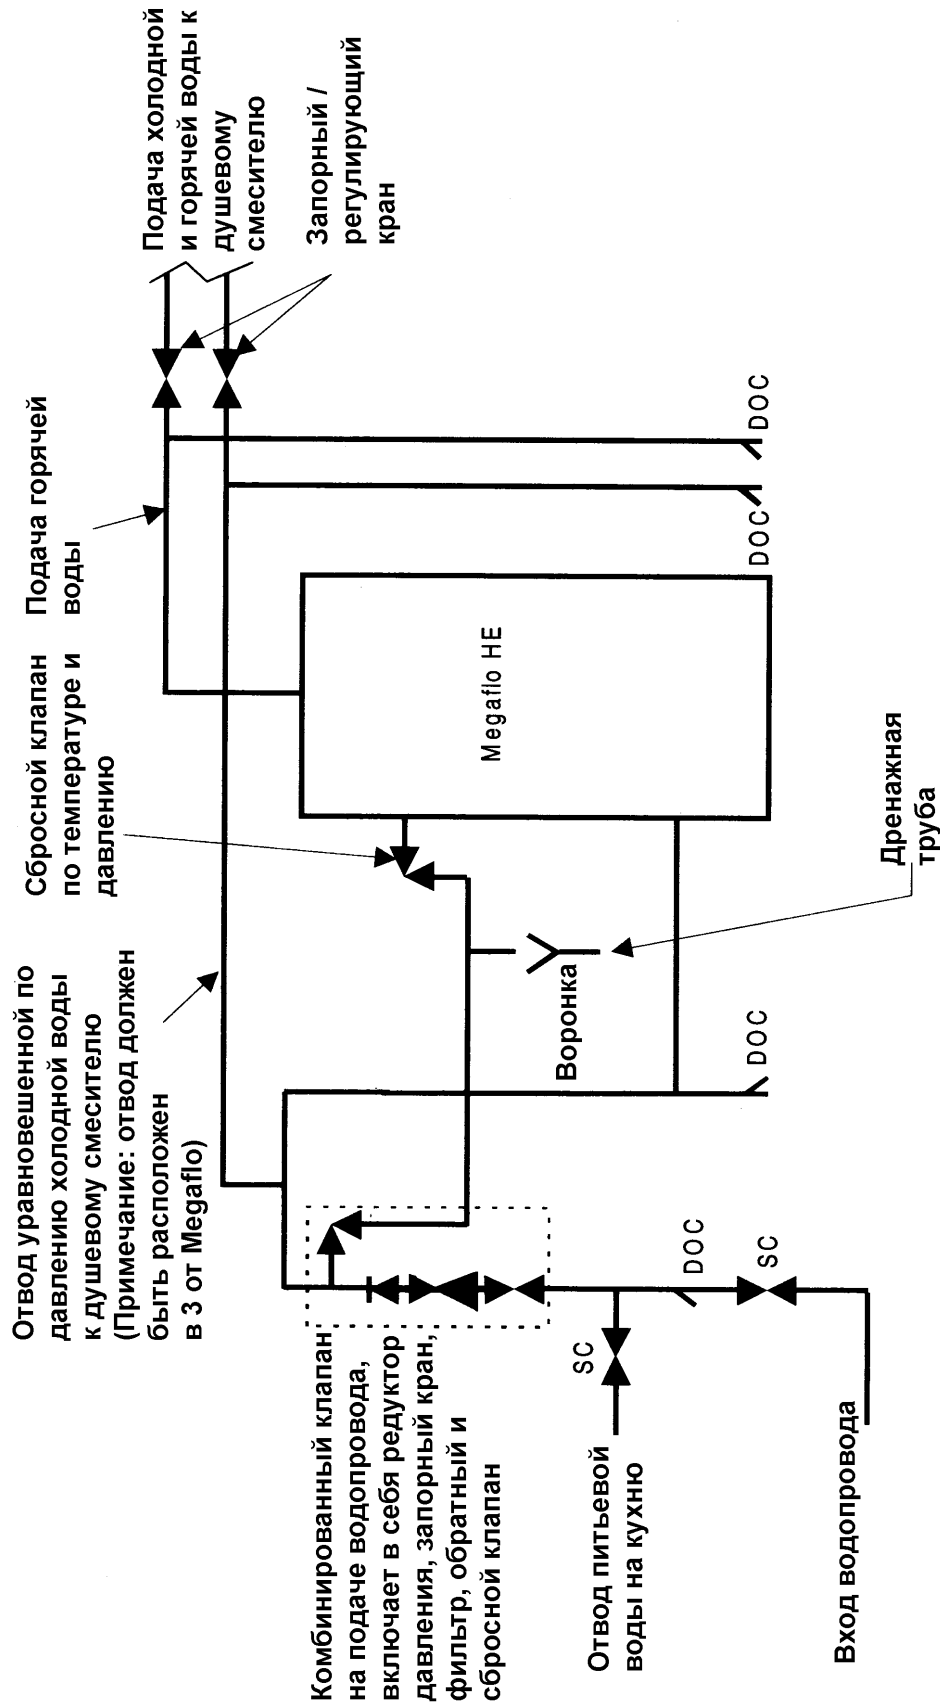 Отвод уравновешенной по
давлению холодной воды
к душевому смесителю
(Примечание: отвод должен
быть расположен
в 3 от Megaflo)
Сбросной клапан
по температуре и
давлению
Подача горячей
воды
Подача холодной
и горячей воды к
душевому
смесителю
Запорный /
регулирующий
кран
Комбинированный клапан
на подаче водопровода,
включает в себя редуктор
давления, запорный кран,
фильтр, обратный и
сбросной клапан
Megaflo HE
Воронка
Дренажная
труба
DOC
DOC
DOC
DOC
SC
SC
Отвод питьевой
воды на кухню
Вход водопровода